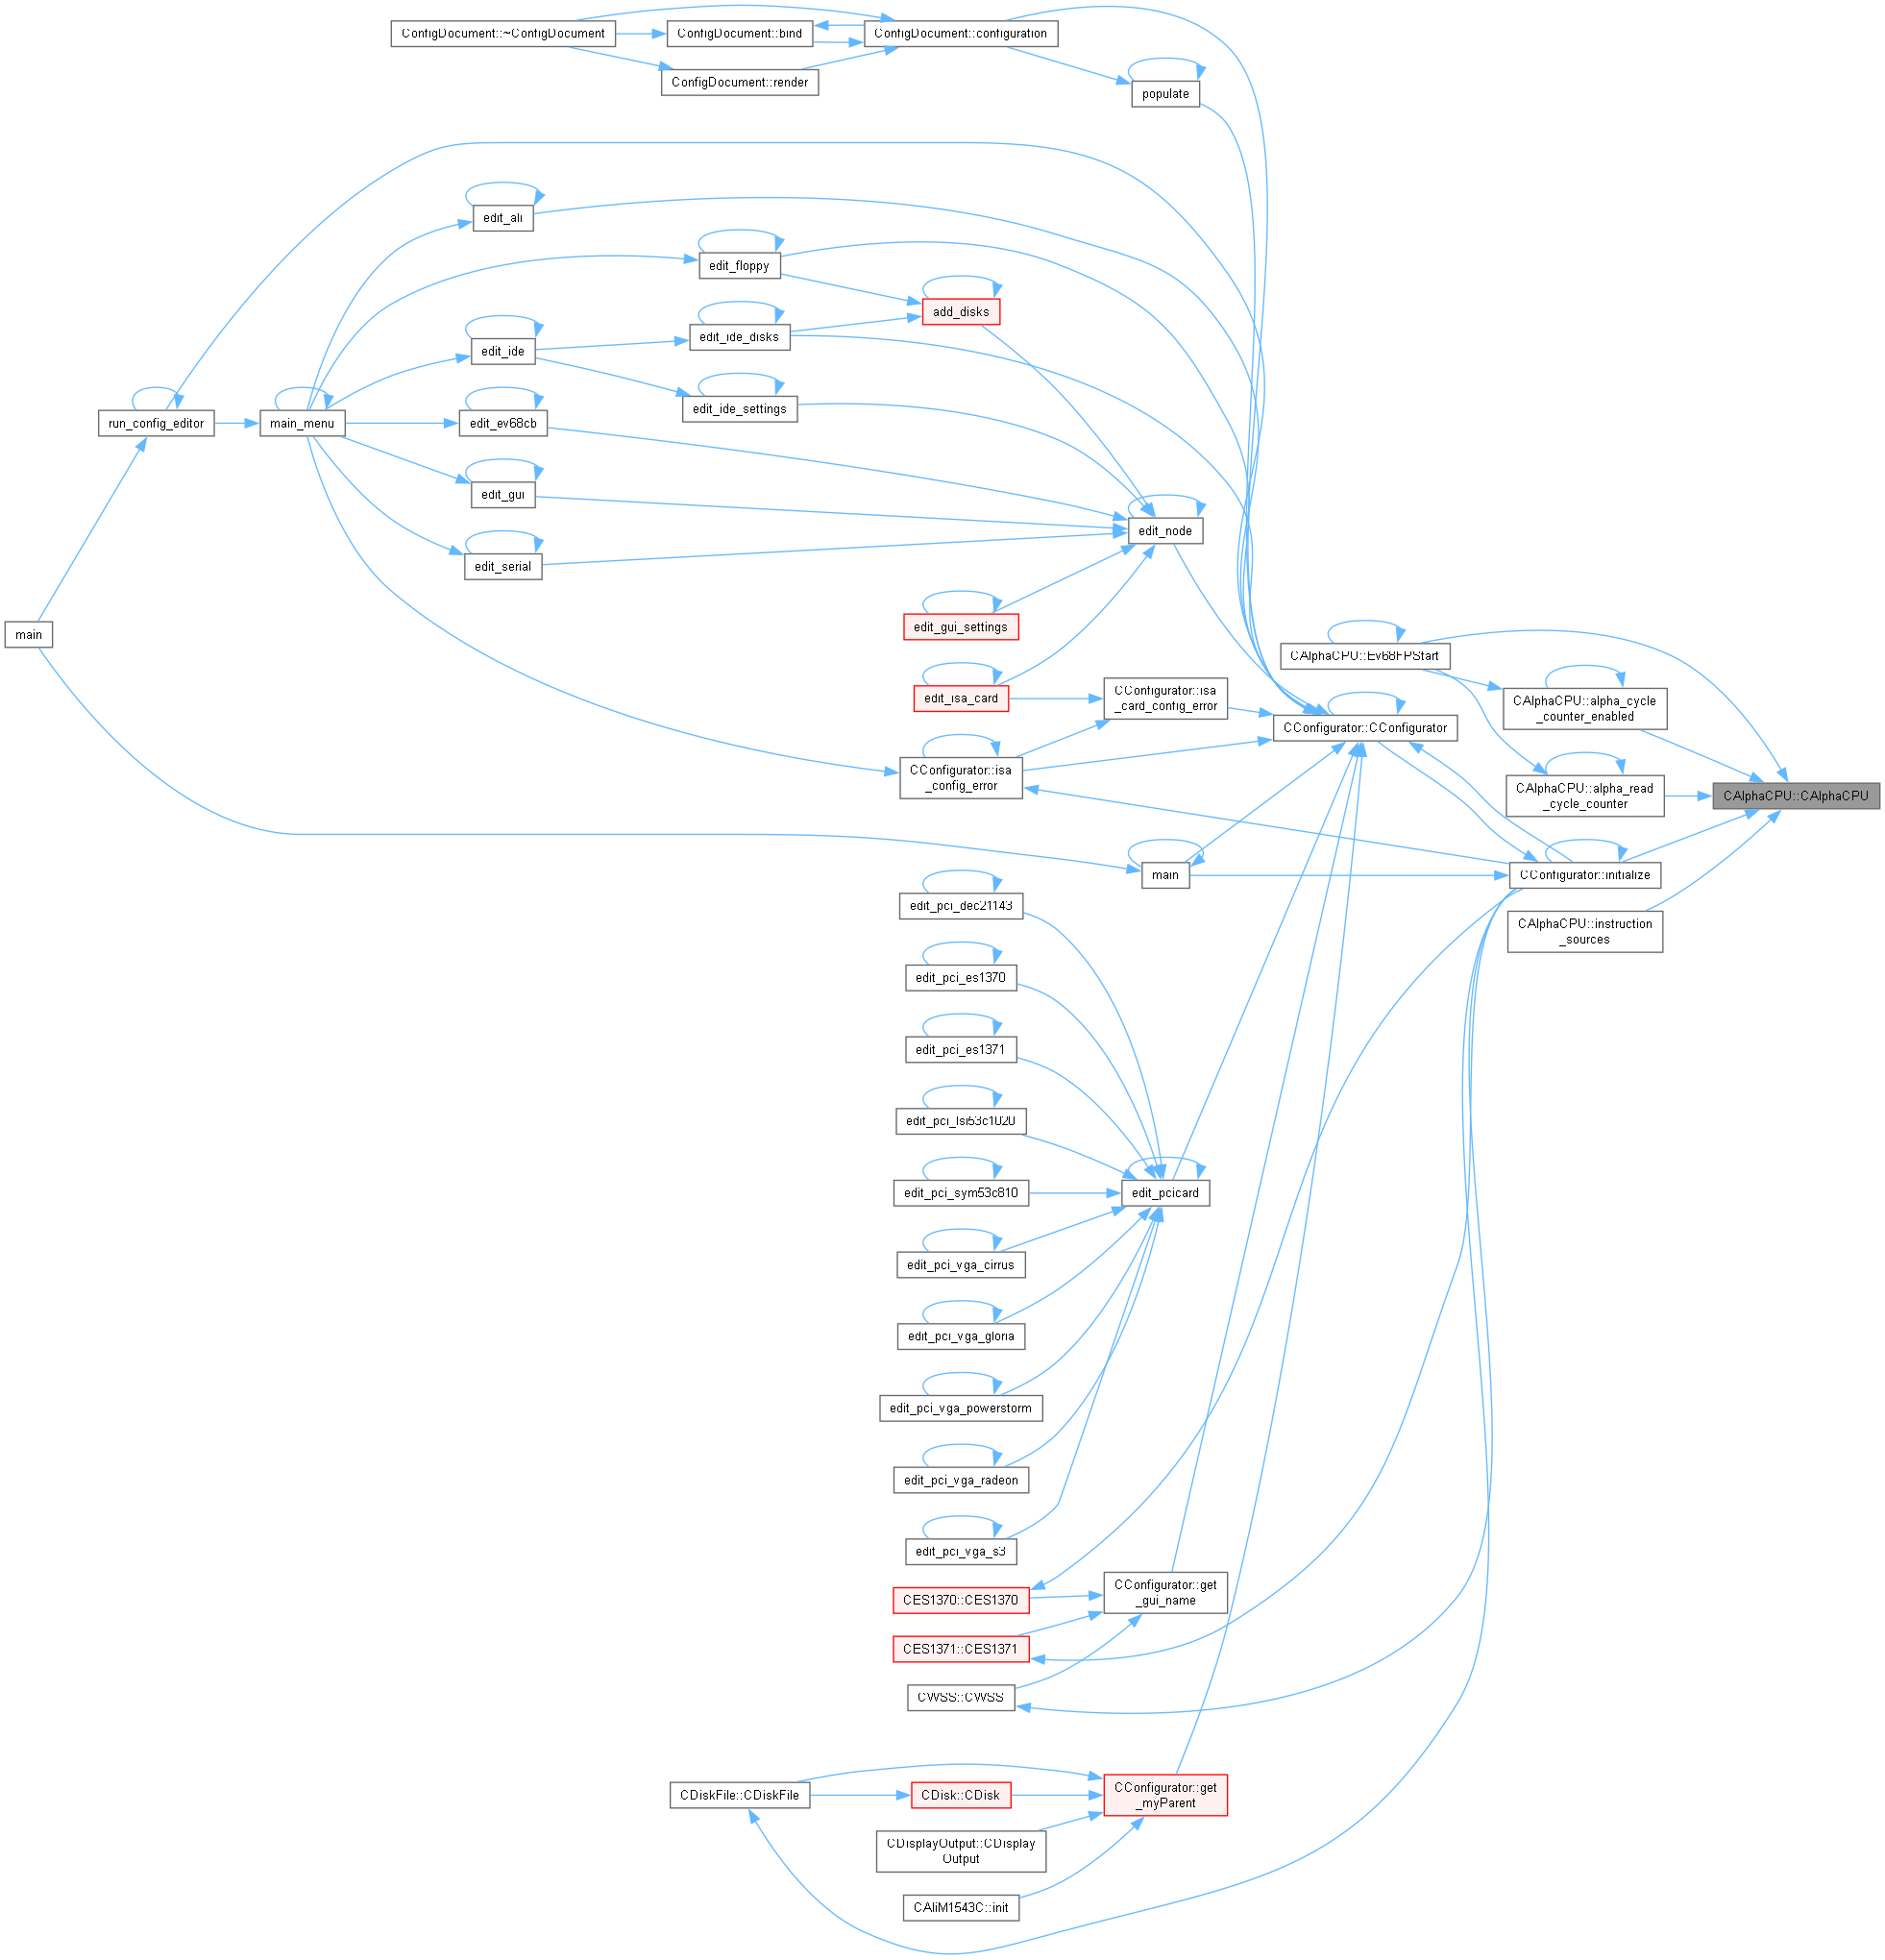 ConfigDocument::~ConfigDocument
ConfigDocument::bind
ConfigDocument::configuration
ConfigDocument::render
populate
edit_ali
edit_floppy
add_disks
edit_ide_disks
edit_ide
edit_ide_settings
run_config_editor
main_menu
edit_ev68cb
edit_gui
edit_node
edit_serial
main
edit_gui_settings
CAlphaCPU::Ev68FPStart
edit_isa_card
CConfigurator::isa
_card_config_error
CConfigurator::CConfigurator
CAlphaCPU::alpha_cycle
_counter_enabled
CConfigurator::isa
_config_error
CAlphaCPU::alpha_read
_cycle_counter
CAlphaCPU::CAlphaCPU
main
CConfigurator::initialize
edit_pci_dec21143
CAlphaCPU::instruction
_sources
edit_pci_es1370
edit_pci_es1371
edit_pci_lsi53c1020
edit_pci_sym53c810
edit_pcicard
edit_pci_vga_cirrus
edit_pci_vga_gloria
edit_pci_vga_powerstorm
edit_pci_vga_radeon
edit_pci_vga_s3
CES1370::CES1370
CConfigurator::get
_gui_name
CES1371::CES1371
CWSS::CWSS
CDiskFile::CDiskFile
CDisk::CDisk
CConfigurator::get
_myParent
CDisplayOutput::CDisplay
Output
CAliM1543C::init